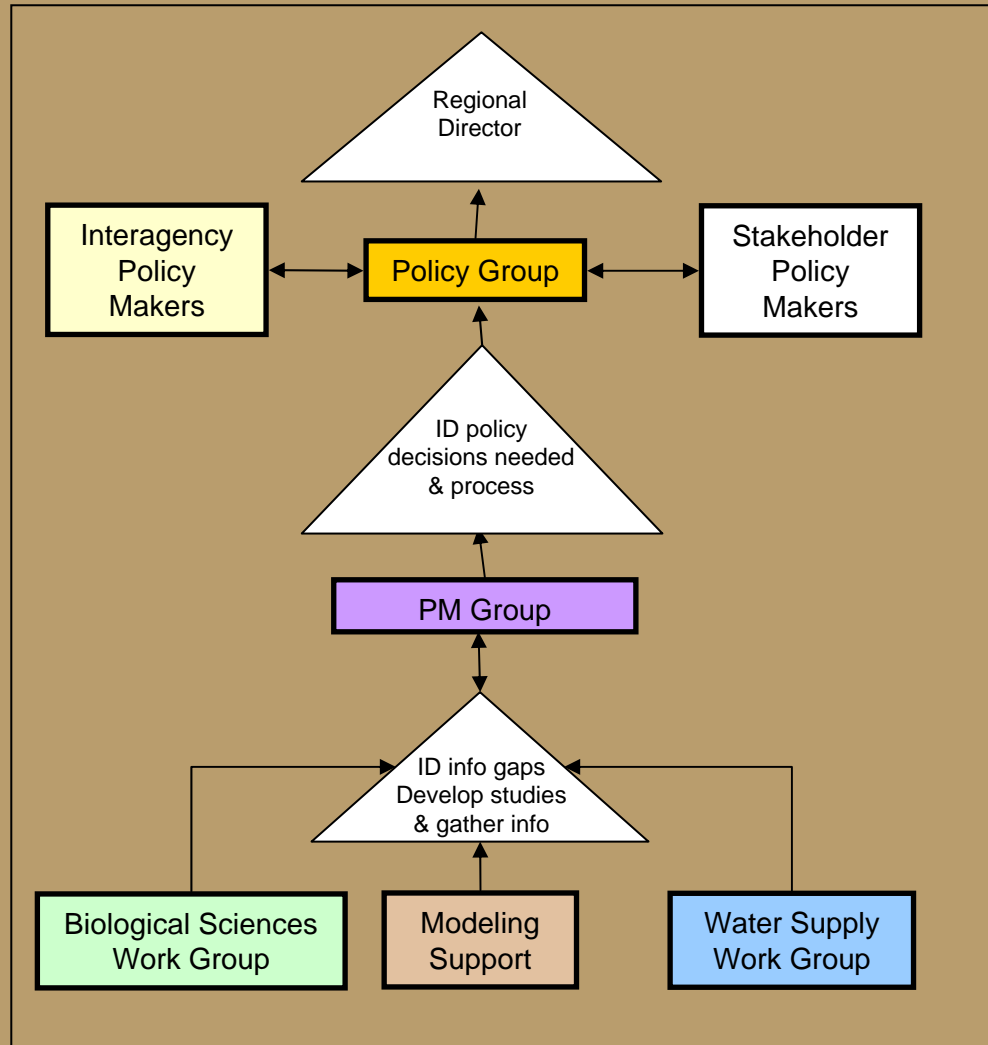 Regional
Director
Interagency
Policy
Makers
Policy Group
Stakeholder
Policy
Makers
ID policy
decisions needed
& process
PM Group
ID info gaps
Develop studies
& gather info
Biological Sciences
Work Group
Modeling
Support
Water Supply
Work Group